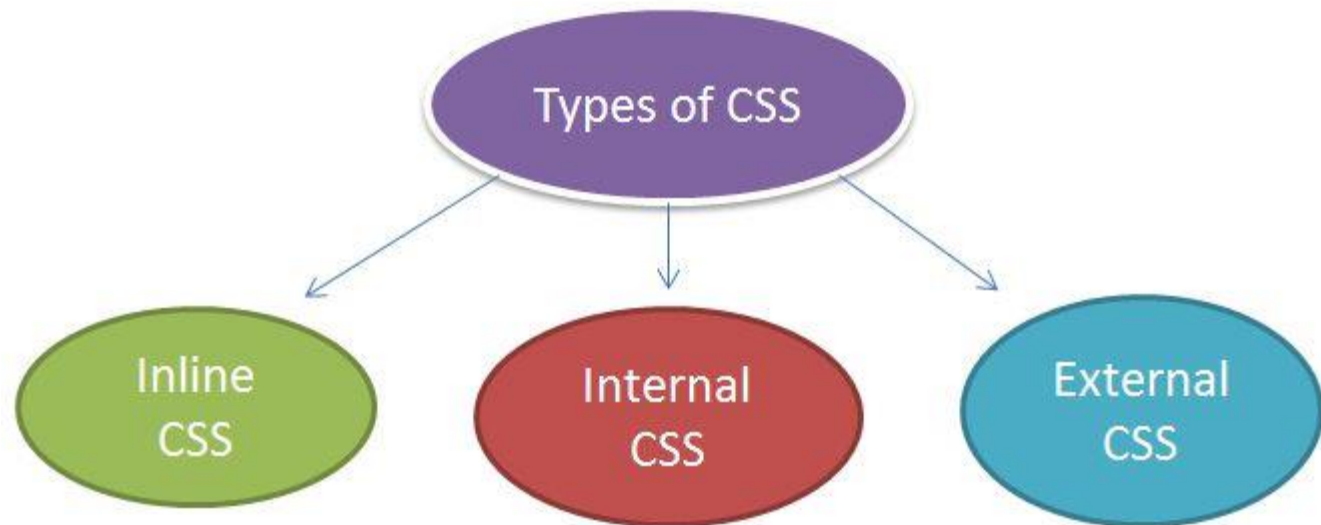 Types of CSS
Inline
CSS
Internal
CSS
External
CSS